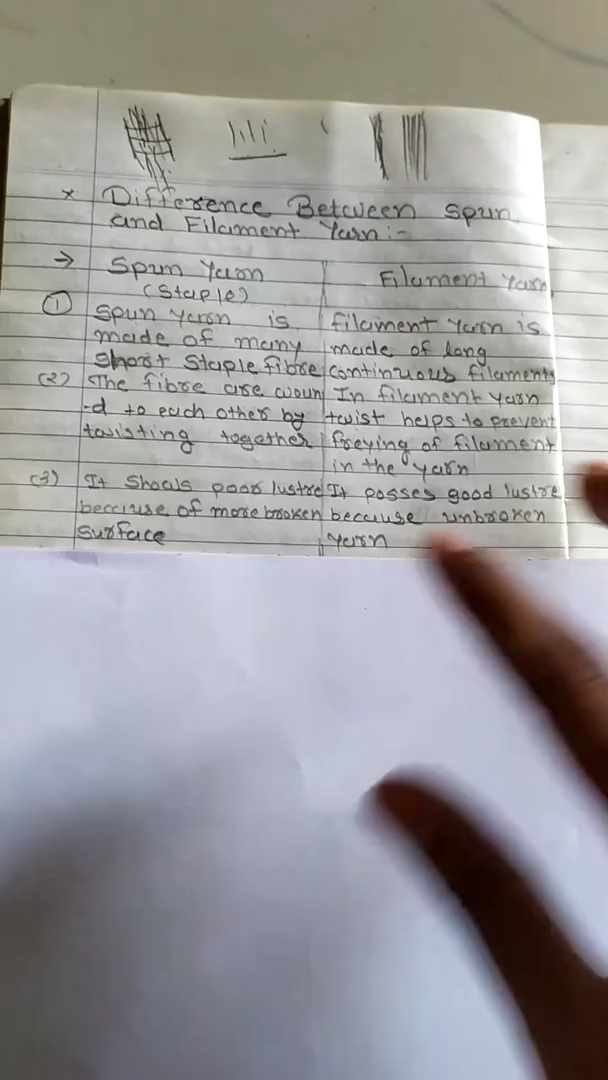 x Difference Between spun
and Filament Yarn:-
→ Spun Yarn
(Staple)
Filament Yarn
① Spun yarn is
made of many
short staple fibre
filament yarn is
made of long
continuous filaments
(2) The fibre are woun
-d to each other by
twisting together
In filament yarn
twist helps to prevent
freying of filament
in the yarn
(3) It shows poor lustre
because of more broken
surface
It posses good lustre
because unbroken
yarn